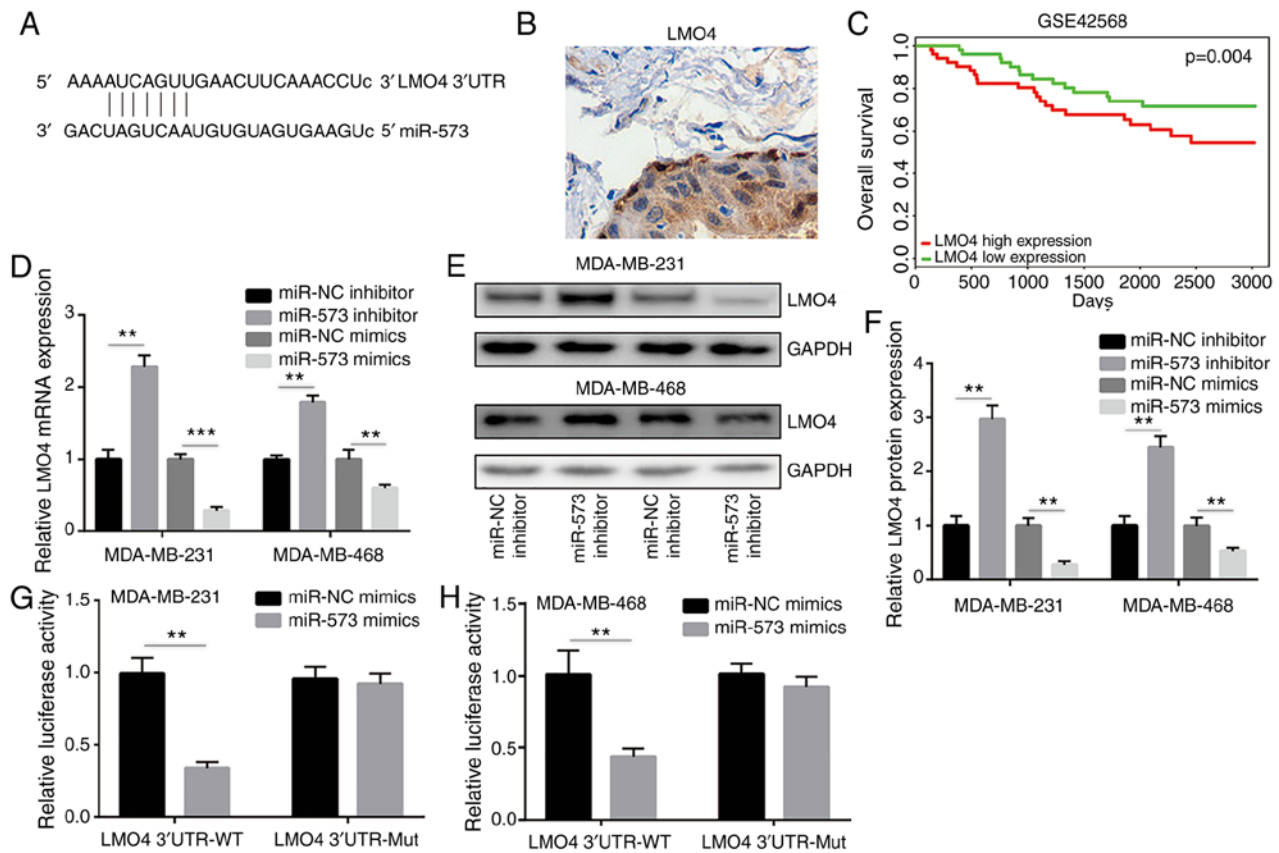 A
5′ AAAAUCAGUUGAACUUCAAACCUc 3′ LMO4 3′UTR
3′ GACUAGUCAAUGUGUAGUGAAGUc 5′ miR-573
B
LMO4
C
GSE42568
p=0.004
Overall survival
0.0 0.2 0.4 0.6 0.8 1.0
LMO4 high expression
LMO4 low expression
0 500 1000 1500 2000 2500 3000
Days
D
Relative LMO4 mRNA expression
3
2
1
0
miR-NC inhibitor
miR-573 inhibitor
miR-NC mimics
miR-573 mimics
** *** ** **
MDA-MB-231 MDA-MB-468
E
MDA-MB-231
LMO4
GAPDH
MDA-MB-468
LMO4
GAPDH
miR-NC inhibitor
miR-573 inhibitor
miR-NC inhibitor
miR-573 inhibitor
F
Relative LMO4 protein expression
4
3
2
1
0
miR-NC inhibitor
miR-573 inhibitor
miR-NC mimics
miR-573 mimics
** ** ** **
MDA-MB-231 MDA-MB-468
G
MDA-MB-231
Relative luciferase activity
1.5
1.0
0.5
0.0
miR-NC mimics
miR-573 mimics
**
LMO4 3′UTR-WT LMO4 3′UTR-Mut
H
MDA-MB-468
Relative luciferase activity
1.5
1.0
0.5
0.0
miR-NC mimics
miR-573 mimics
**
LMO4 3′UTR-WT LMO4 3′UTR-Mut